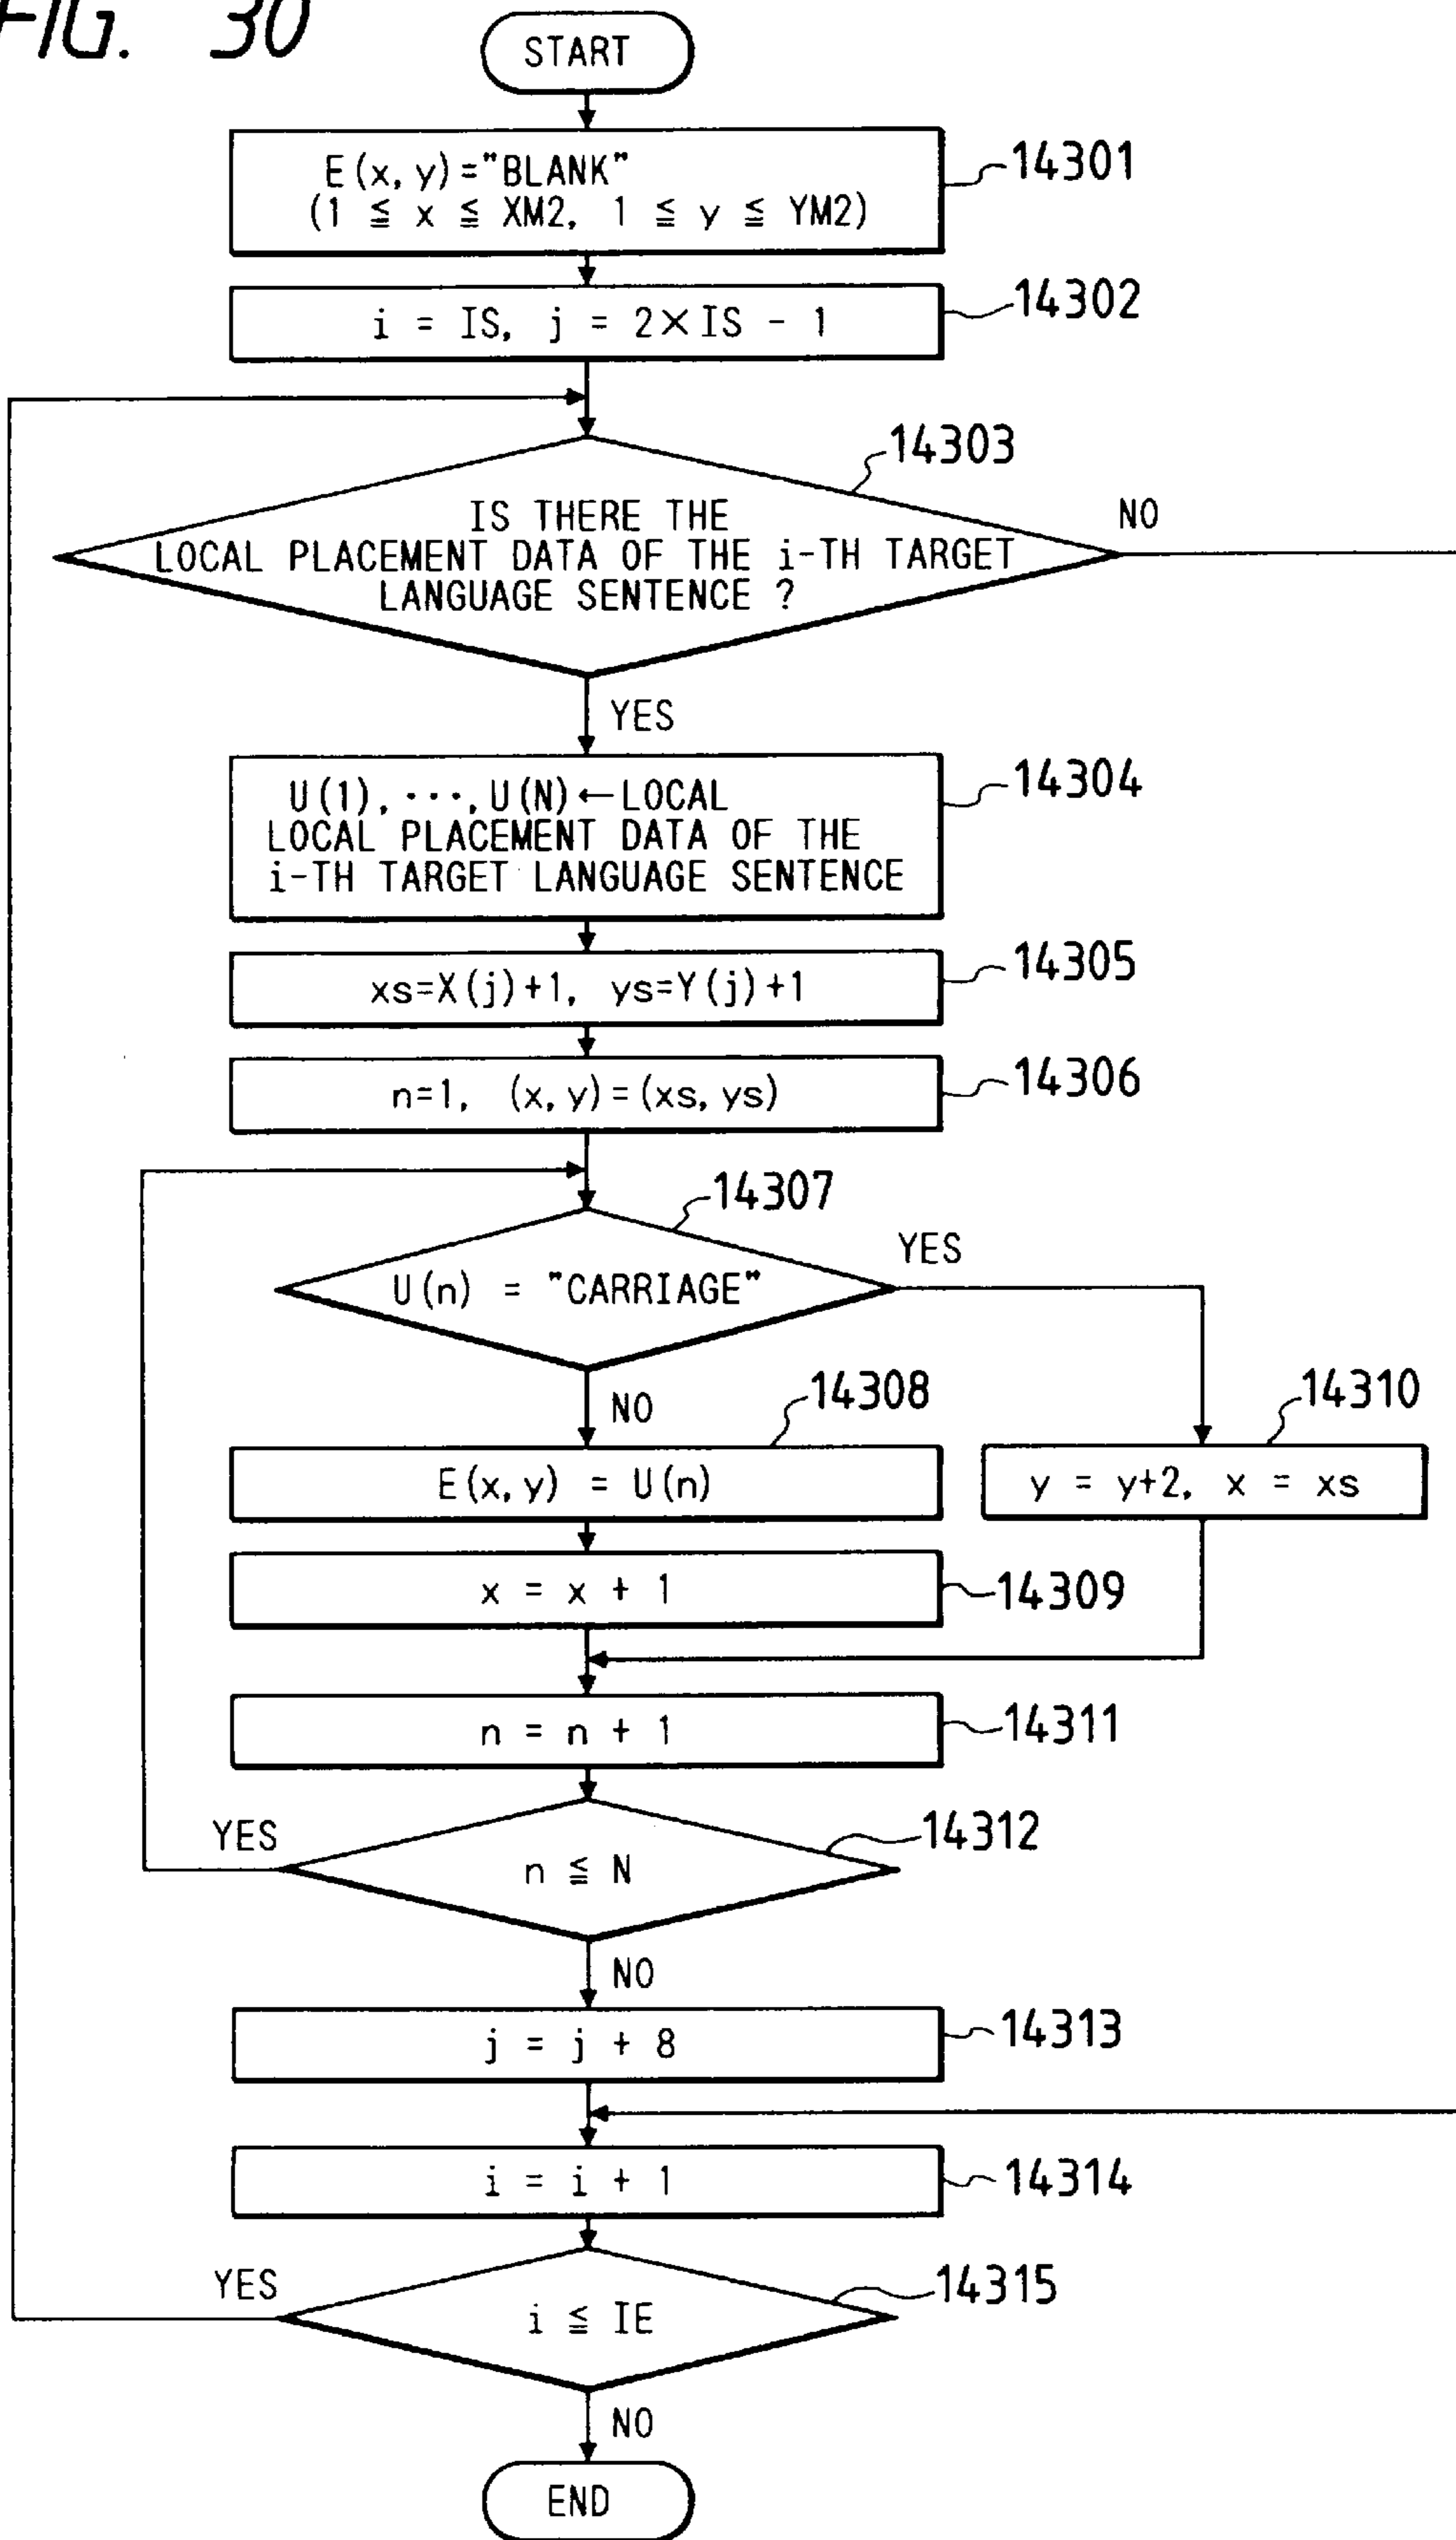 FIG. 30
START
E(x, y)="BLANK"
(1 ≦ x ≦ XM2, 1 ≦ y ≦ YM2)
14301
i = IS, j = 2×IS - 1
14302
14303
IS THERE THE
LOCAL PLACEMENT DATA OF THE i-TH TARGET
LANGUAGE SENTENCE ?
NO
YES
U(1), ···, U(N)←LOCAL
LOCAL PLACEMENT DATA OF THE
i-TH TARGET LANGUAGE SENTENCE
14304
xs=X(j)+1, ys=Y(j)+1
14305
n=1, (x, y)=(xs, ys)
14306
14307
U(n) = "CARRIAGE"
YES
NO
14308
14310
E(x, y) = U(n)
y = y+2, x = xs
x = x + 1
14309
n = n + 1
14311
YES
14312
n ≦ N
NO
j = j + 8
14313
i = i + 1
14314
YES
14315
i ≦ IE
NO
END